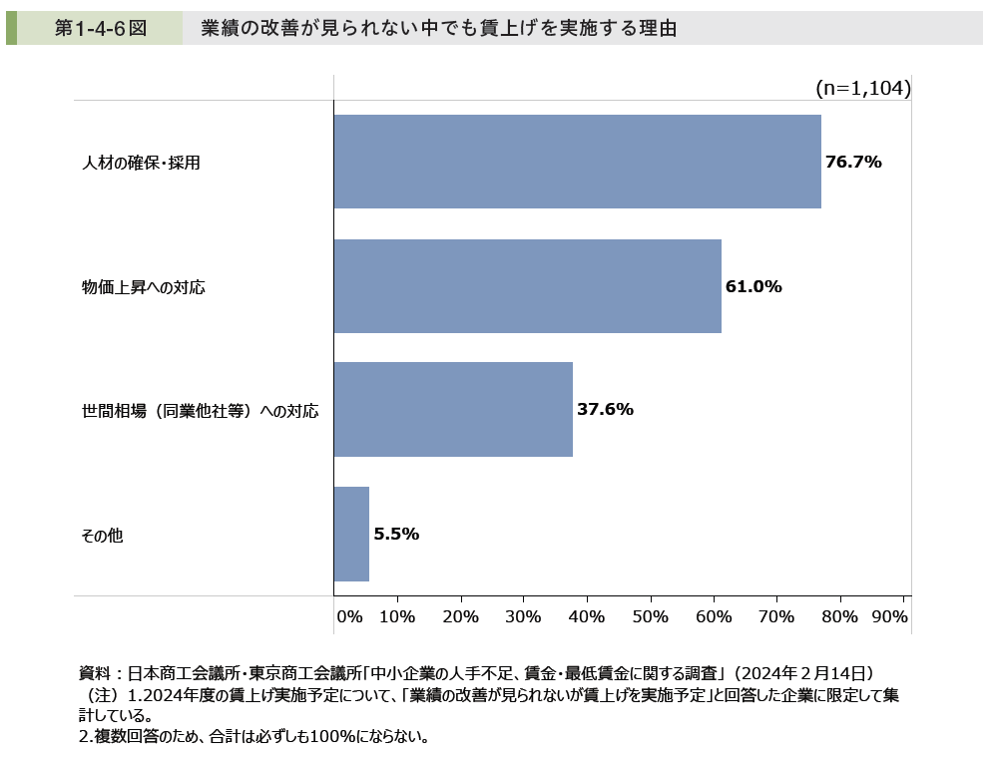 第1-4-6図 業績の改善が見られない中でも賃上げを実施する理由
(n=1,104)
人材の確保・採用 76.7%
物価上昇への対応 61.0%
世間相場（同業他社等）への対応 37.6%
その他 5.5%
0% 10% 20% 30% 40% 50% 60% 70% 80% 90%
資料：日本商工会議所・東京商工会議所「中小企業の人手不足、賃金・最低賃金に関する調査」（2024年２月14日）
（注）1.2024年度の賃上げ実施予定について、「業績の改善が見られないが賃上げを実施予定」と回答した企業に限定して集
計している。
2.複数回答のため、合計は必ずしも100%にならない。